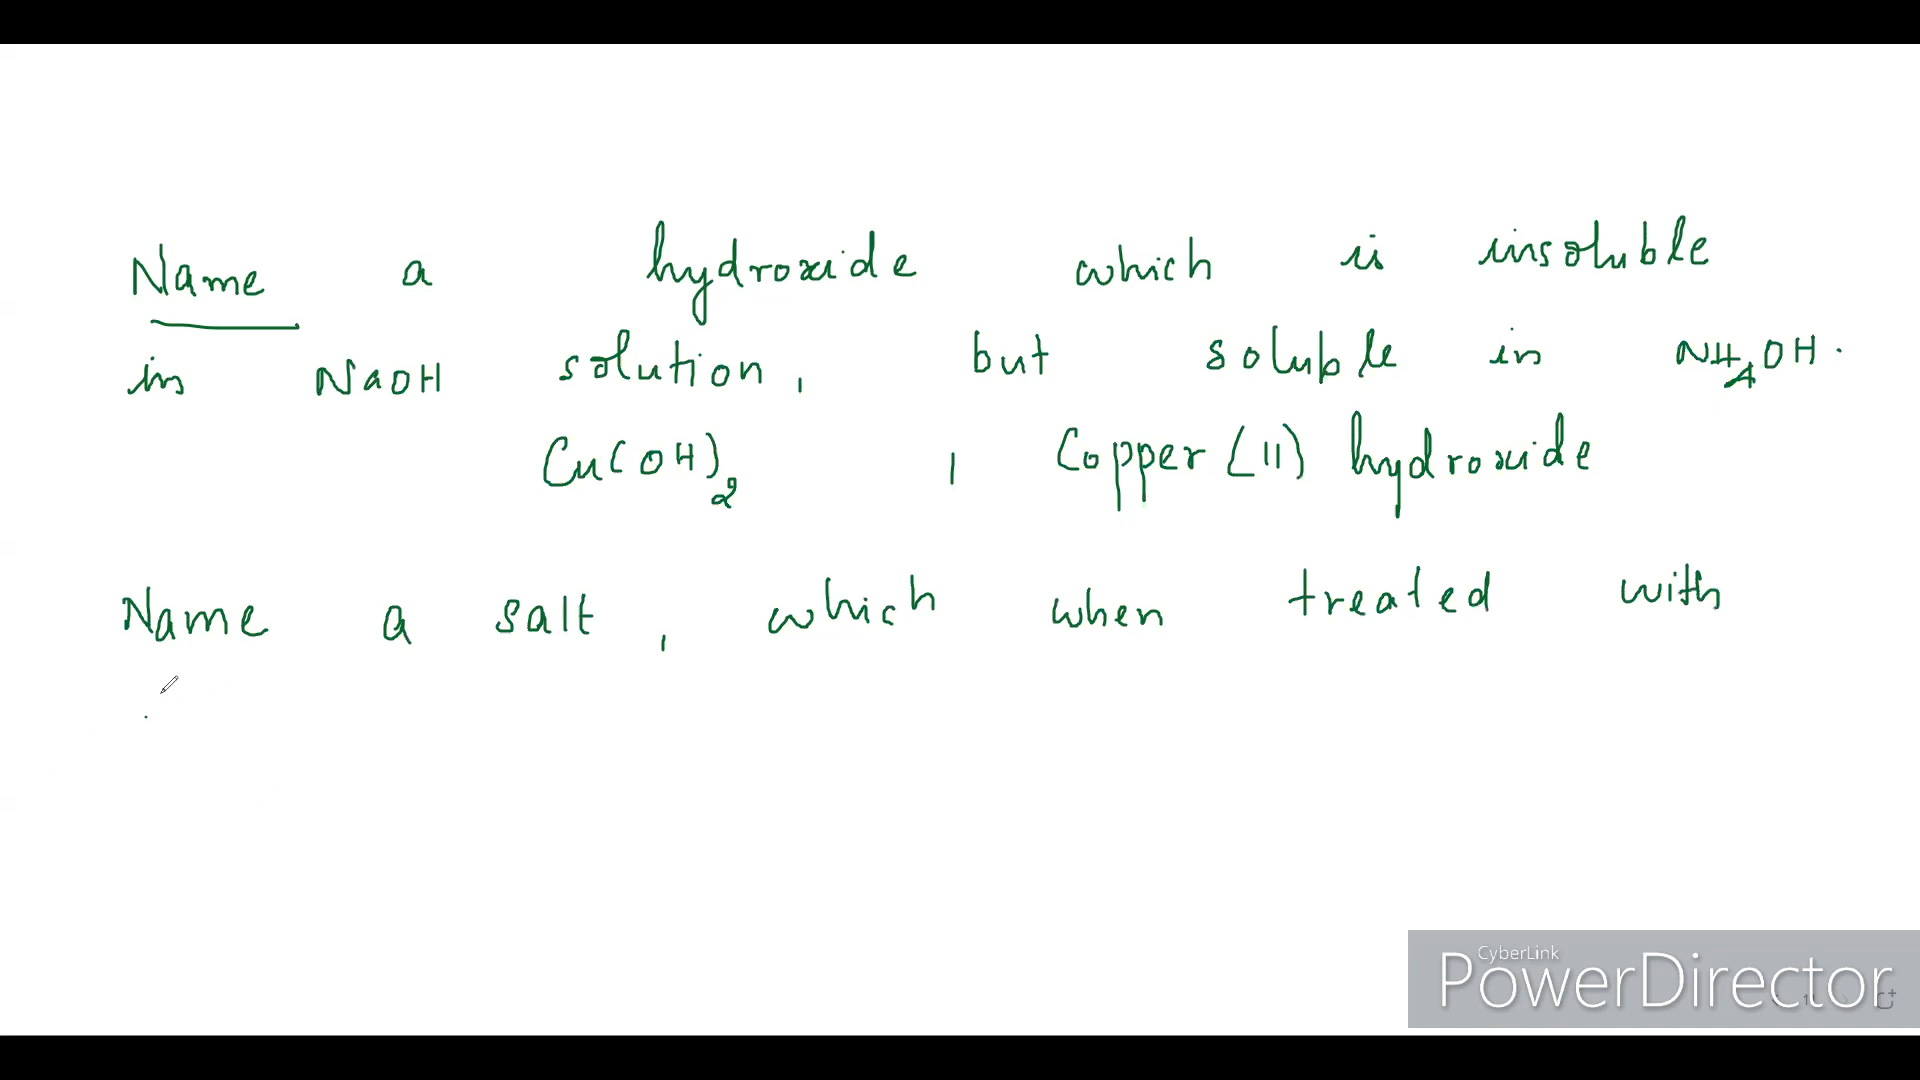 Name a hydroxide which is insoluble
in NaOH solution, but soluble in NH₄OH.
Cu(OH)₂ , Copper (II) hydroxide
Name a salt, which when treated with
CyberLink
PowerDirector